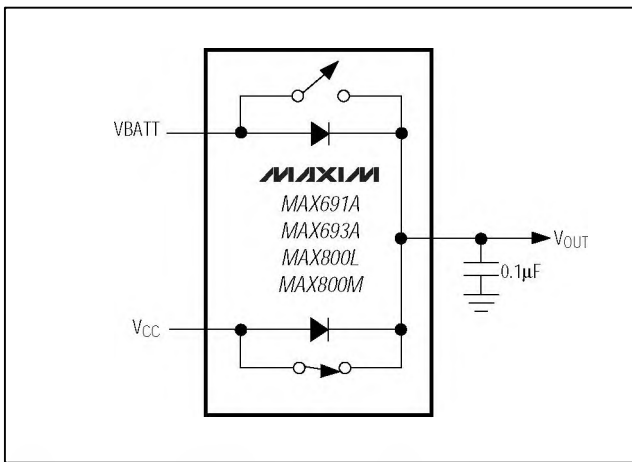 VBATT
MAXIM
MAX691A
MAX693A
MAX800L
MAX800M
VOUT
0.1µF
VCC